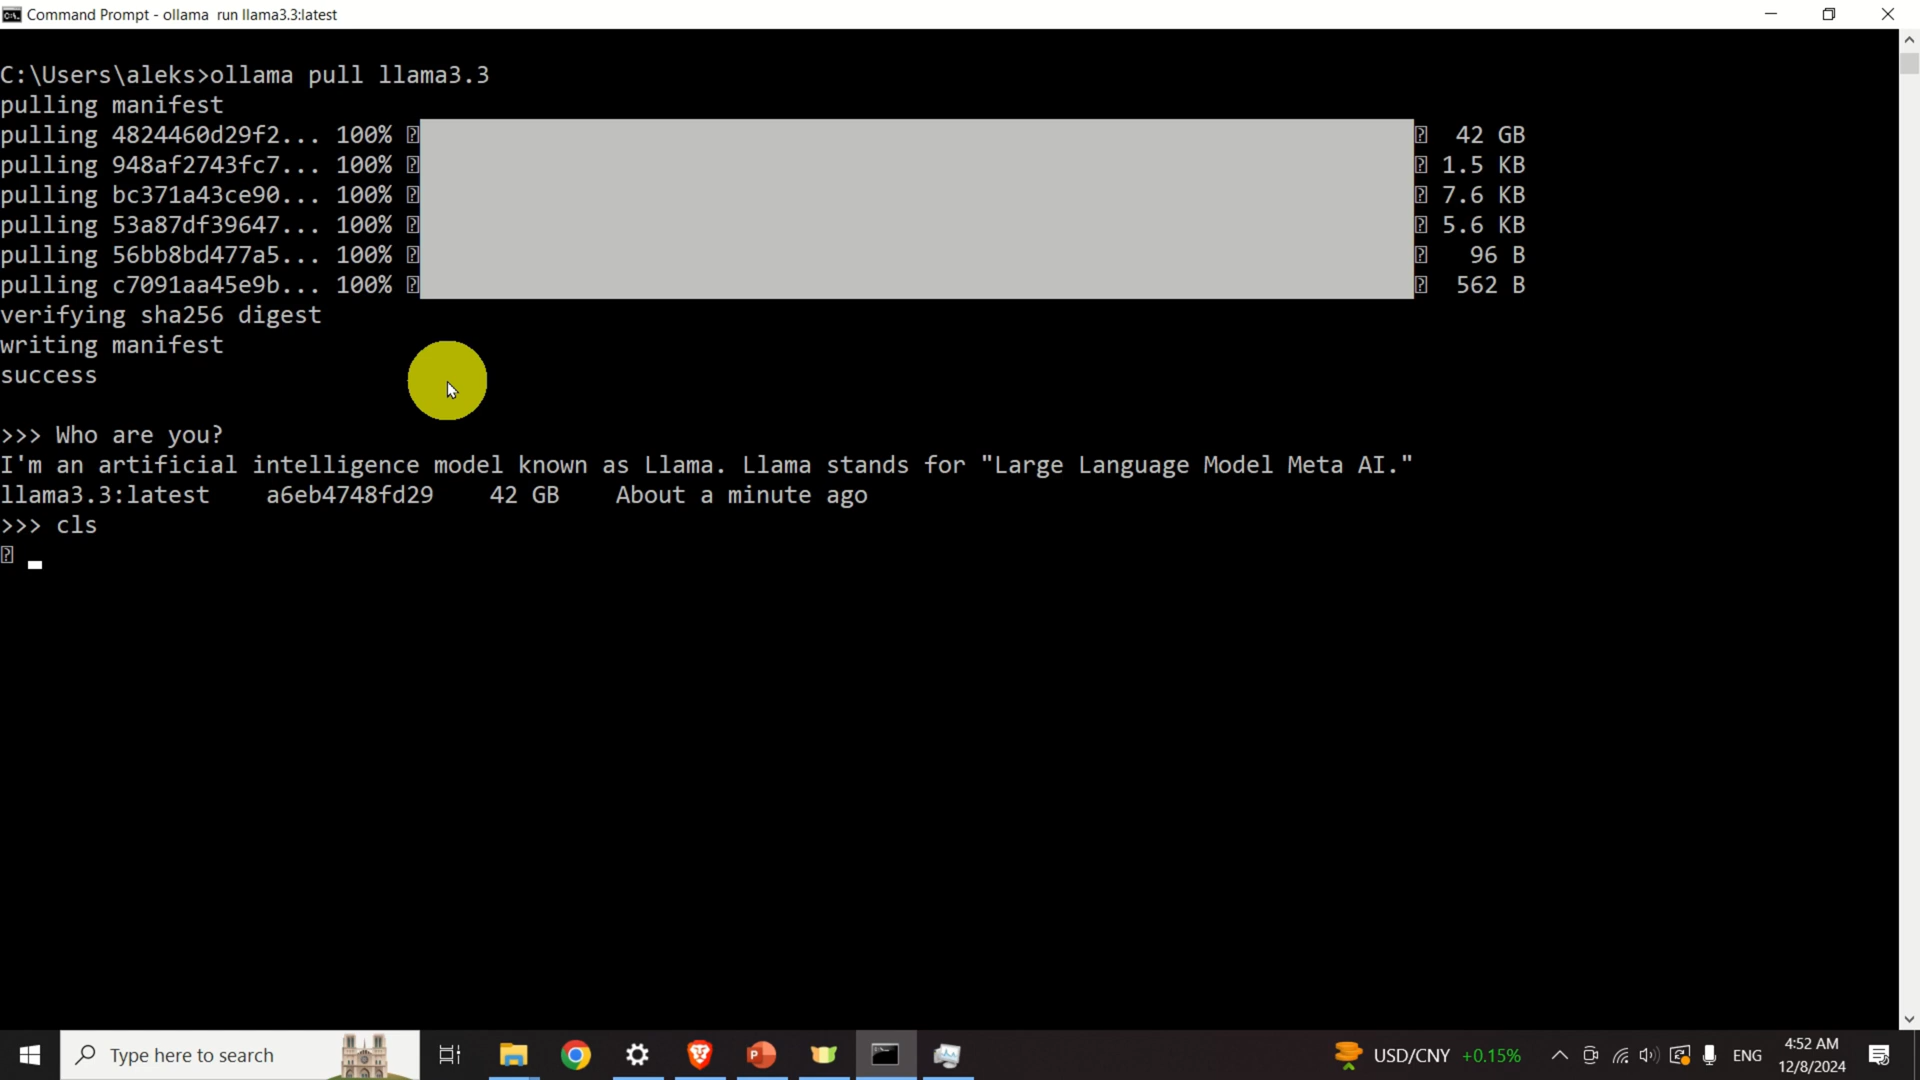 Command Prompt - ollama  run llama3.3:latest
C:\Users\aleks>ollama pull llama3.3
pulling manifest
pulling 4824460d29f2... 100% 42 GB
pulling 948af2743fc7... 100% 1.5 KB
pulling bc371a43ce90... 100% 7.6 KB
pulling 53a87df39647... 100% 5.6 KB
pulling 56bb8bd477a5... 100% 96 B
pulling c7091aa45e9b... 100% 562 B
verifying sha256 digest
writing manifest
success
>>> Who are you?
I'm an artificial intelligence model known as Llama. Llama stands for "Large Language Model Meta AI."
llama3.3:latest    a6eb4748fd29    42 GB    About a minute ago
>>> cls
Type here to search
USD/CNY +0.15%
ENG
4:52 AM
12/8/2024